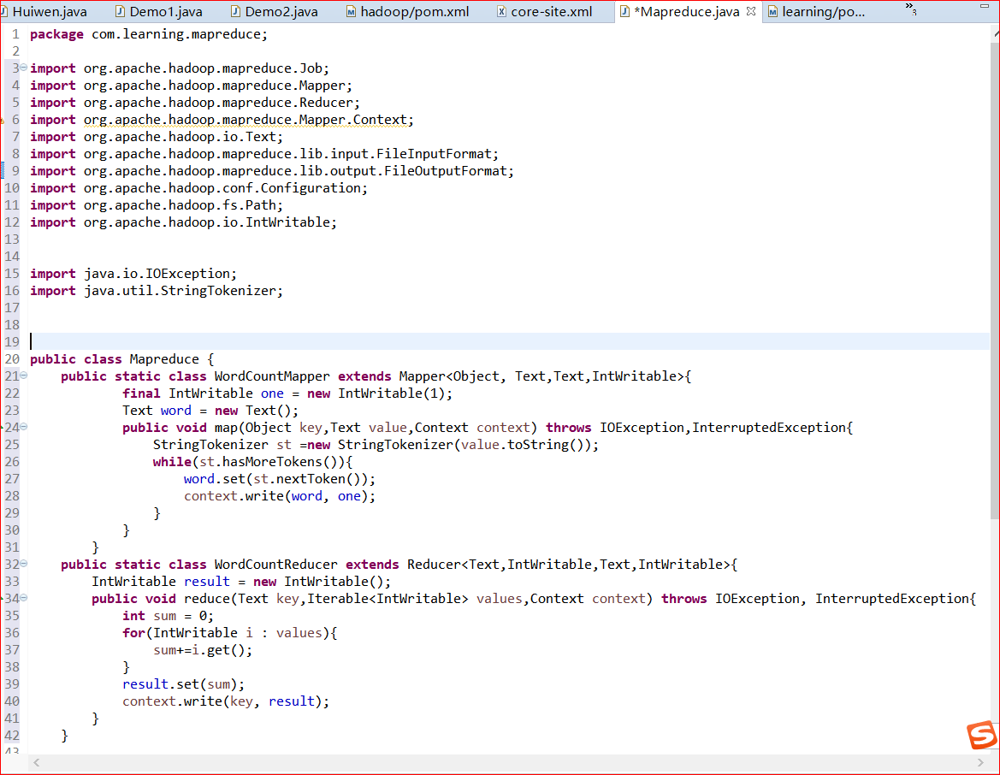 Huiwen.java Demo1.java Demo2.java hadoop/pom.xml core-site.xml *Mapreduce.java learning/po... »3
1 package com.learning.mapreduce;
2
3 import org.apache.hadoop.mapreduce.Job;
4 import org.apache.hadoop.mapreduce.Mapper;
5 import org.apache.hadoop.mapreduce.Reducer;
6 import org.apache.hadoop.mapreduce.Mapper.Context;
7 import org.apache.hadoop.io.Text;
8 import org.apache.hadoop.mapreduce.lib.input.FileInputFormat;
9 import org.apache.hadoop.mapreduce.lib.output.FileOutputFormat;
10 import org.apache.hadoop.conf.Configuration;
11 import org.apache.hadoop.fs.Path;
12 import org.apache.hadoop.io.IntWritable;
13
14
15 import java.io.IOException;
16 import java.util.StringTokenizer;
17
18
19
20 public class Mapreduce {
21     public static class WordCountMapper extends Mapper<Object, Text,Text,IntWritable>{
22             final IntWritable one = new IntWritable(1);
23             Text word = new Text();
24             public void map(Object key,Text value,Context context) throws IOException,InterruptedException{
25                 StringTokenizer st =new StringTokenizer(value.toString());
26                 while(st.hasMoreTokens()){
27                     word.set(st.nextToken());
28                     context.write(word, one);
29                 }
30             }
31         }
32     public static class WordCountReducer extends Reducer<Text,IntWritable,Text,IntWritable>{
33         IntWritable result = new IntWritable();
34         public void reduce(Text key,Iterable<IntWritable> values,Context context) throws IOException, InterruptedException{
35             int sum = 0;
36             for(IntWritable i : values){
37                 sum+=i.get();
38             }
39             result.set(sum);
40             context.write(key, result);
41         }
42     }
43